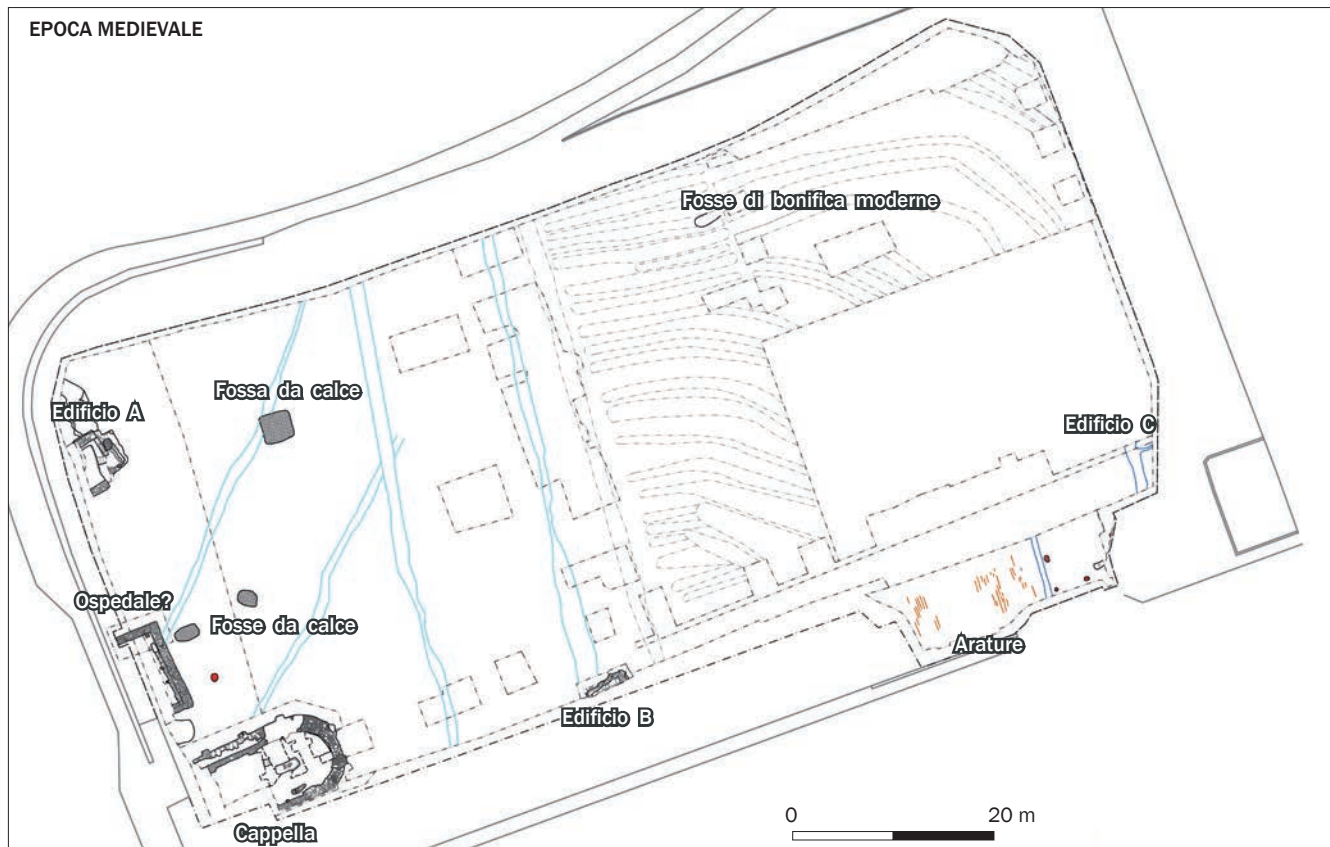 EPOCA MEDIEVALE
Fosse di bonifica moderne
Fossa da calce
Edificio A
Edificio C
Ospedale?
Fosse da calce
Arature
Edificio B
Cappella
0 20 m